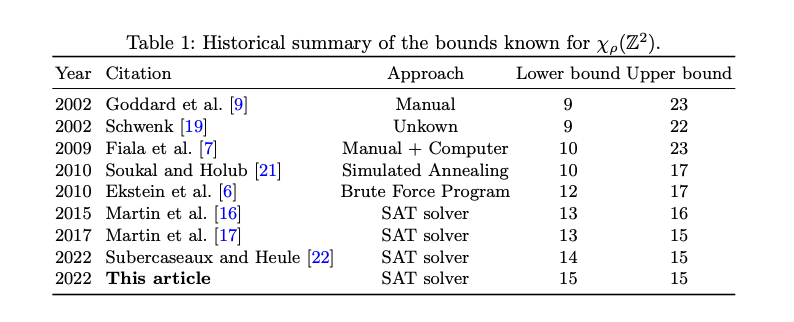 Table 1: Historical summary of the bounds known for χρ(ℤ²).
Year Citation Approach Lower bound Upper bound
2002 Goddard et al. [9] Manual 9 23
2002 Schwenk [19] Unkown 9 22
2009 Fiala et al. [7] Manual + Computer 10 23
2010 Soukal and Holub [21] Simulated Annealing 10 17
2010 Ekstein et al. [6] Brute Force Program 12 17
2015 Martin et al. [16] SAT solver 13 16
2017 Martin et al. [17] SAT solver 13 15
2022 Subercaseaux and Heule [22] SAT solver 14 15
2022 This article SAT solver 15 15